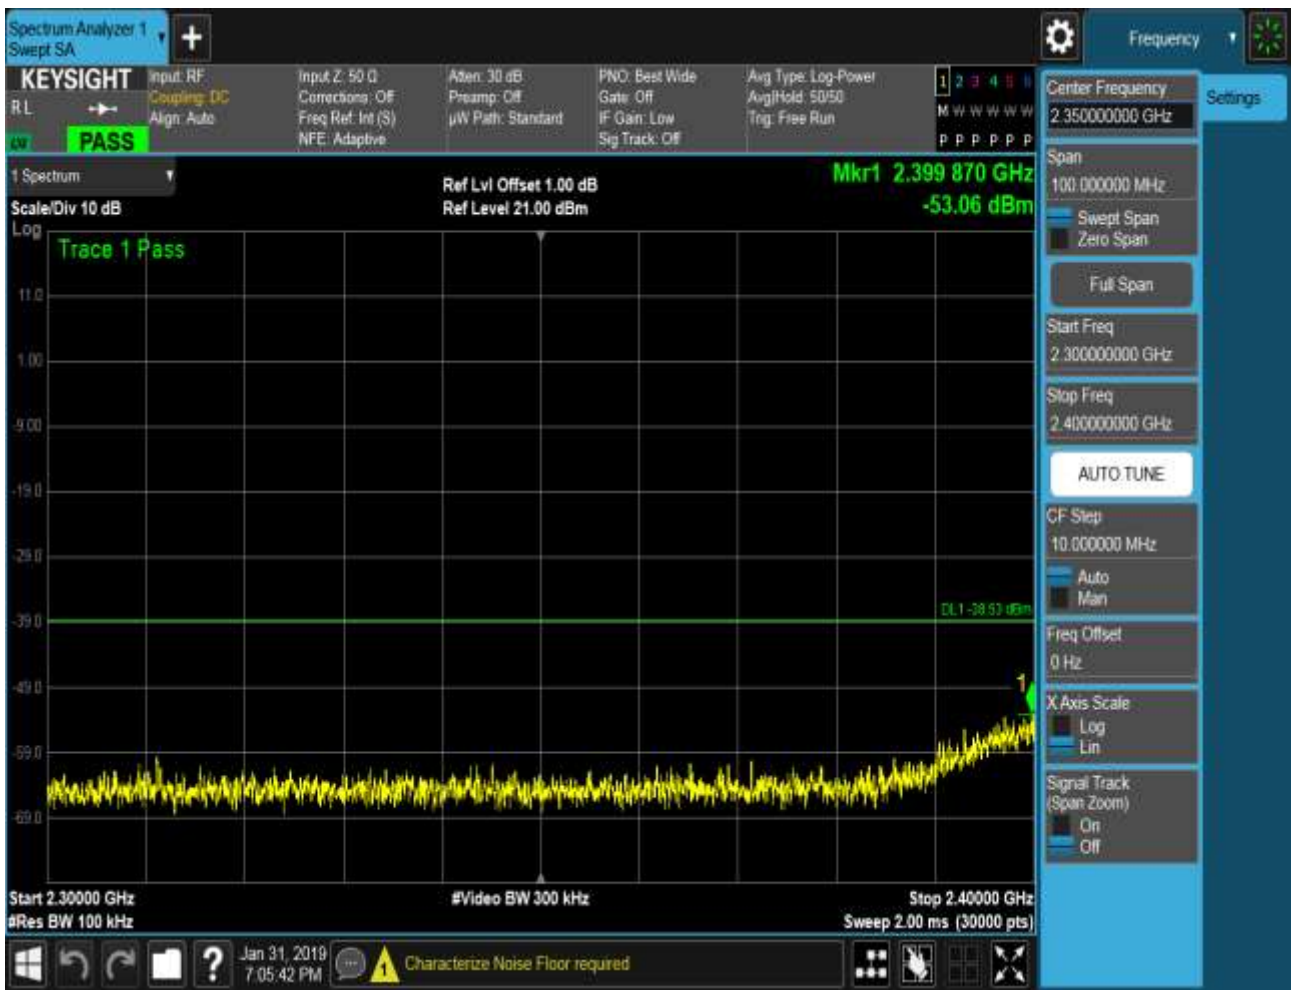 Spectrum Analyzer 1
Swept SA
+
Frequency
KEYSIGHT
R L
PASS
Input: RF
Coupling: DC
Align: Auto
Input Z: 50 Ω
Corrections: Off
Freq Ref: Int (S)
NFE: Adaptive
Atten: 30 dB
Preamp: Off
µW Path: Standard
PNO: Best Wide
Gate: Off
IF Gain: Low
Sig Track: Off
Avg Type: Log-Power
Avg|Hold: 50/50
Trig: Free Run
1 2 3 4 5 6
M W W W W W
P P P P P P
1 Spectrum
Scale/Div 10 dB
Log
Ref Lvl Offset 1.00 dB
Ref Level 21.00 dBm
Mkr1 2.399 870 GHz
-53.06 dBm
Trace 1 Pass
11.0
1.00
-9.00
-19.0
-29.0
-39.0
-49.0
-59.0
-69.0
DL1 -38.53 dBm
1
Start 2.30000 GHz
#Res BW 100 kHz
#Video BW 300 kHz
Stop 2.40000 GHz
Sweep 2.00 ms (30000 pts)
Center Frequency
2.350000000 GHz
Settings
Span
100.000000 MHz
Swept Span
Zero Span
Full Span
Start Freq
2.300000000 GHz
Stop Freq
2.400000000 GHz
AUTO TUNE
CF Step
10.000000 MHz
Auto
Man
Freq Offset
0 Hz
X Axis Scale
Log
Lin
Signal Track
(Span Zoom)
On
Off
?
Jan 31, 2019
7:05:42 PM
1
Characterize Noise Floor required